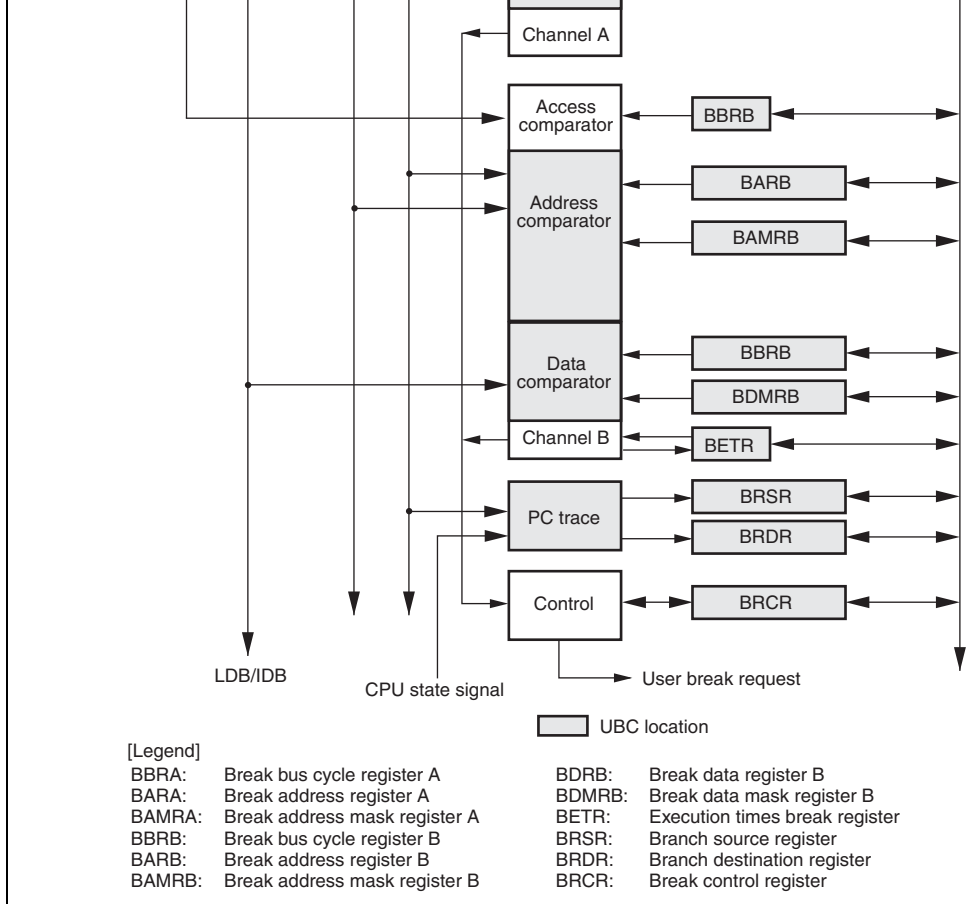 Channel A
Access
comparator
BBRB
BARB
Address
comparator
BAMRB
Data
comparator
BBRB
BDMRB
Channel B
BETR
PC trace
BRSR
BRDR
Control
BRCR
LDB/IDB
CPU state signal
User break request
UBC location
[Legend]
BBRA: Break bus cycle register A
BARA: Break address register A
BAMRA: Break address mask register A
BBRB: Break bus cycle register B
BARB: Break address register B
BAMRB: Break address mask register B
BDRB: Break data register B
BDMRB: Break data mask register B
BETR: Execution times break register
BRSR: Branch source register
BRDR: Branch destination register
BRCR: Break control register